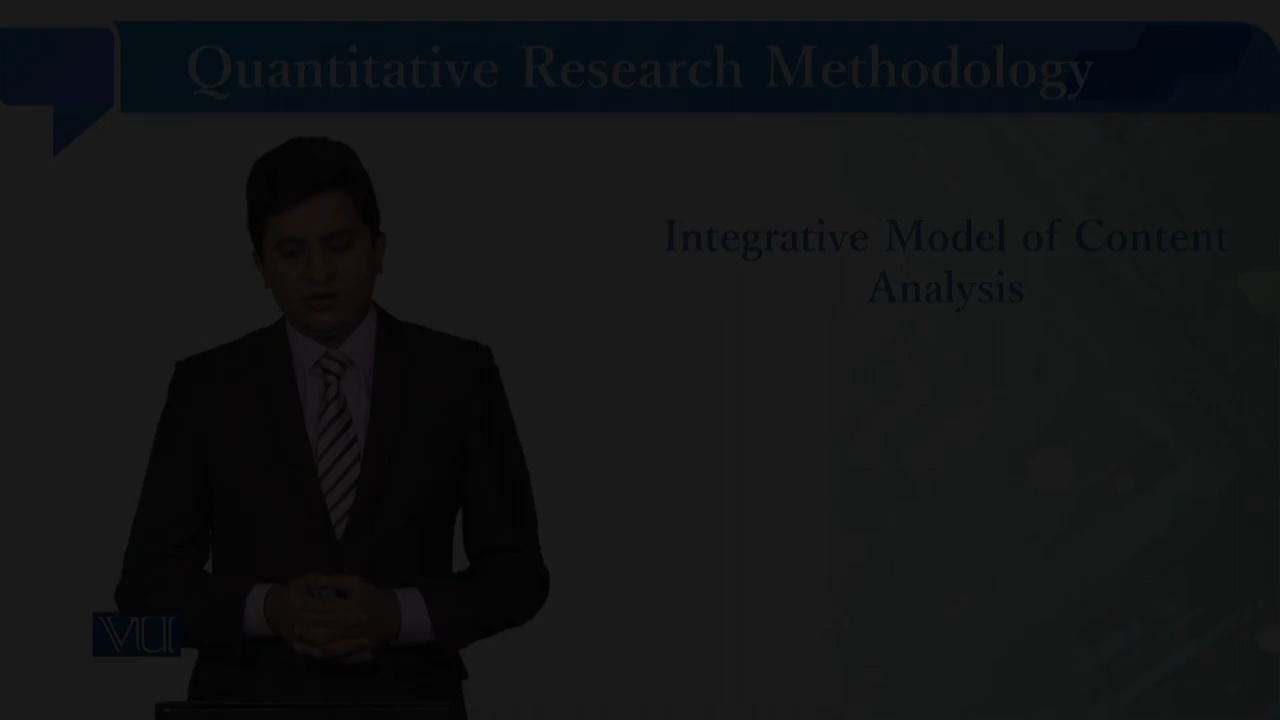 Quantitative Research Methodology
Integrative Model of Content
Analysis
VU